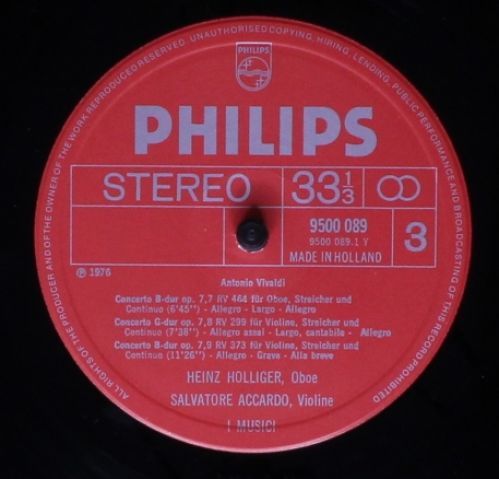 ALL RIGHTS OF THE PRODUCER AND OF THE OWNER OF THE WORK REPRODUCED RESERVED. UNAUTHORISED COPYING, HIRING, LENDING, PUBLIC PERFORMANCE AND BROADCASTING OF THIS RECORD PROHIBITED
PHILIPS
PHILIPS
STEREO 33 1/3
9500 089 3
9500 089.1 Y
MADE IN HOLLAND
Ⓟ 1976
Antonio Vivaldi
Concerto B-dur op. 7,7 RV 464 für Oboe, Streicher und
Continuo (6'45'') - Allegro - Largo - Allegro
Concerto G-dur op. 7,8 RV 299 für Violine, Streicher und
Continuo (7'38'') - Allegro assai - Largo, cantabile - Allegro
Concerto B-dur op. 7,9 RV 373 für Violine, Streicher und
Continuo (11'26'') - Allegro - Grave - Alla breve
HEINZ HOLLIGER, Oboe
SALVATORE ACCARDO, Violine
I MUSICI